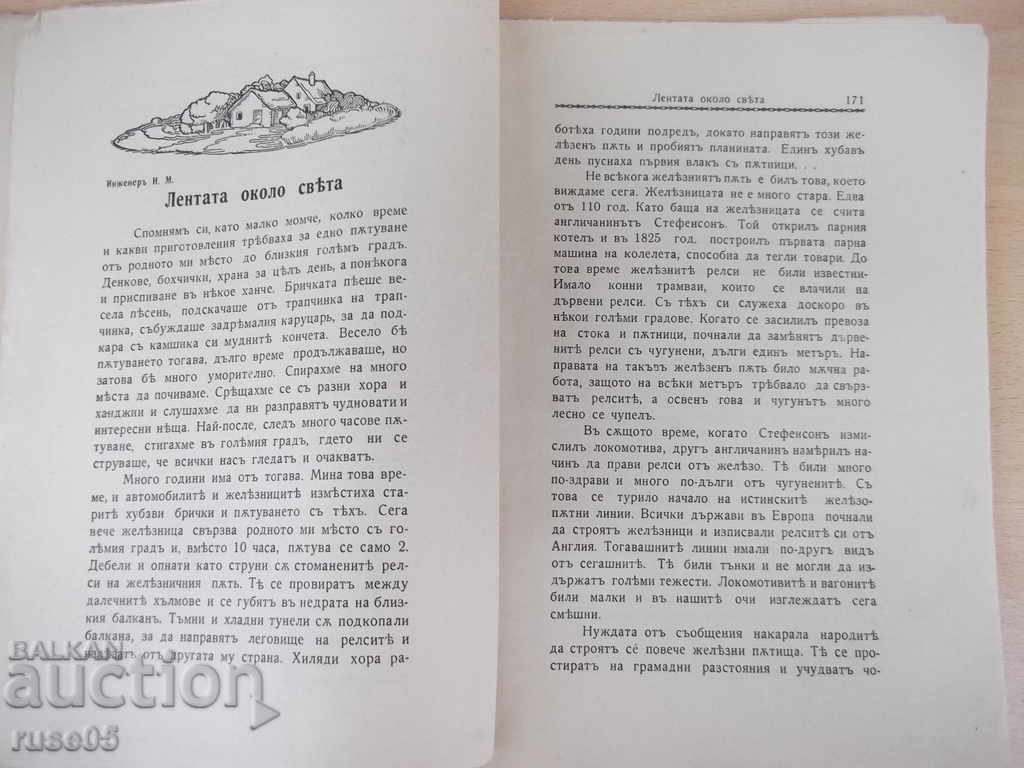 Инженеръ Н. М.
Лентата около свѣта
Спомнямъ си, като малко момче, колко време
и какви приготовления трѣбваха за едно пѫтуване
отъ родното ми мѣсто до близкия голѣмъ градъ.
Денкове, бохчички, храна за цѣлъ день, а понѣкога
и приспиване въ нѣкое ханче. Бричката пѣеше ве-
села пѣсень, подскачаше отъ трапчинка на трап-
чинка, събуждаше задрѣмалия каруцарь, за да под-
кара съ камшика си муднитѣ кончета. Весело бѣ
пѫтуването тогава, дълго време продължаваше, но
затова бѣ много уморително. Спирахме на много
мѣста да почиваме. Срѣщахме се съ разни хора и
ханджии и слушахме да ни разправятъ чудновати и
интересни нѣща. Най-после, следъ много часове пѫ-
туване, стигахме въ голѣмия градъ, гдето ни се
струваше, че всички насъ гледатъ и очакватъ.
Много години има отъ тогава. Мина това вре-
ме, и автомобилитѣ и желѣзницитѣ измѣстиха ста-
ритѣ хубави брички и пѫтуването съ тѣхъ. Сега
вече желѣзница свързва родното ми мѣсто съ го-
лѣмия градъ и, вмѣсто 10 часа, пѫтува се само 2.
Дебели и опнати като струни сѫ стоманенитѣ рел-
си на желѣзничния пѫть. Тѣ се провиратъ между
далечнитѣ хълмове и се губятъ въ недрата на близ-
кия балканъ. Тъмни и хладни тунели сѫ подкопали
балкана, за да направятъ леговище на релситѣ и
излѣзатъ отъ другата му страна. Хиляди хора ра-
Лентата около свѣта 171
ботѣха години подредъ, докато направятъ този же-
лѣзенъ пѫть и пробиятъ планината. Единъ хубавъ
день пуснаха първия влакъ съ пѫтници. . .
Не всѣкога желѣзниятъ пѫть е билъ това, което
виждаме сега. Желѣзницата не е много стара. Едва
отъ 110 год. Като баща на желѣзницата се счита
англичанинътъ Стефенсонъ. Той открилъ парния
котелъ и въ 1825 год. построилъ първата парна
машина на колелета, способна да тегли товари. До
това време желѣзнитѣ релси не били известни-
Имало конни трамваи, които се влачили на
дървени релси. Съ тѣхъ си служеха доскоро въ
нѣкои голѣми градове. Когато се засилилъ превоза
на стока и пѫтници, почнали да замѣнятъ дърве-
нитѣ релси съ чугунени, дълги единъ метъръ. На-
правата на такъвъ желѣзен пѫть било мѫчна ра-
бота, защото на всѣки метъръ трѣбвало да свърз-
ватъ релситѣ, а освенъ това и чугунътъ много
лесно се чупелъ.
Въ сѫщото време, когато Стефенсонъ изми-
слилъ локомотива, другъ англичанинъ намѣрилъ на-
чинъ да прави релси отъ желѣзо. Тѣ били много
по-здрави и много по-дълги отъ чугуненитѣ. Съ
това се турило начало на истинскитѣ желѣзо-
пѫтни линии. Всички държави въ Европа почнали
да строятъ желѣзници и изписвали релситѣ си отъ
Англия. Тогавашнитѣ линии имали по-другъ видъ
отъ сегашнитѣ. Тѣ били тънки и не могли да из-
държатъ голѣми тежести. Локомотивитѣ и вагонитѣ
били малки и въ нашитѣ очи изглеждатъ сега
смѣшни.
Нуждата отъ съобщения накарала народитѣ
да строятъ сé повече желѣзни пѫтища. Тѣ се про-
стиратъ на грамадни разстояния и учудватъ чо-
BALKAN
auction
ruse05